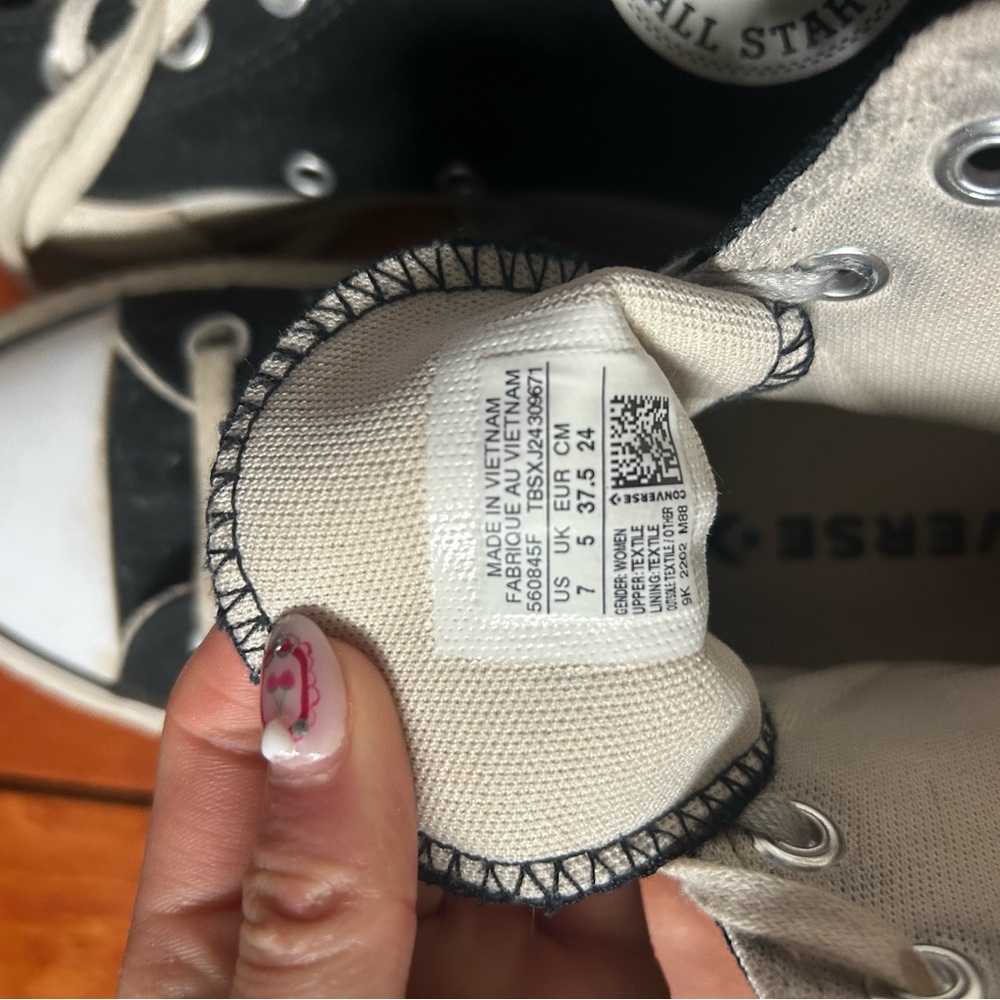 ALL STAR
MADE IN VIETNAM
FABRIQUE AU VIETNAM
560845F TBSXJ24309671
US UK EUR CM
7 5 37.5 24
CONVERSE
GENDER: WOMEN
UPPER: TEXTILE
LINING: TEXTILE
OUTSOLE: TEXTILE / OTHER
9K 2202 M88
VERSE